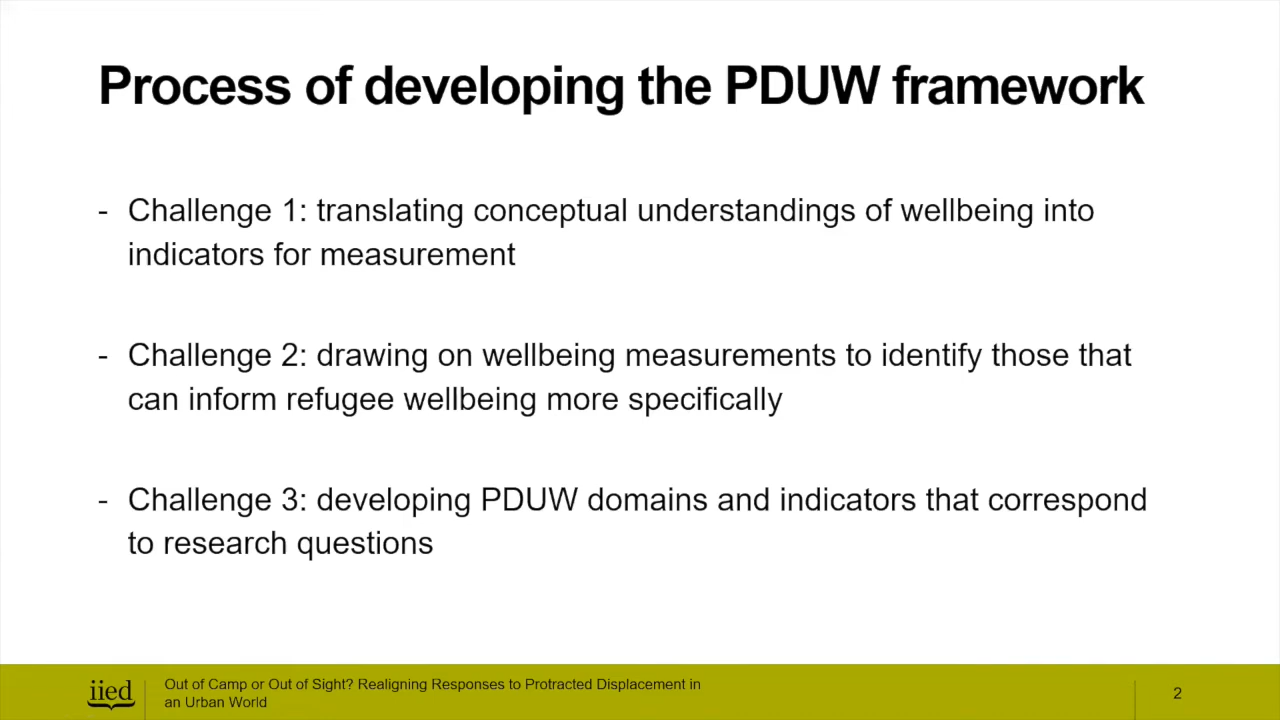 Process of developing the PDUW framework
- Challenge 1: translating conceptual understandings of wellbeing into
indicators for measurement
- Challenge 2: drawing on wellbeing measurements to identify those that
can inform refugee wellbeing more specifically
- Challenge 3: developing PDUW domains and indicators that correspond
to research questions
iied
Out of Camp or Out of Sight? Realigning Responses to Protracted Displacement in
an Urban World
2